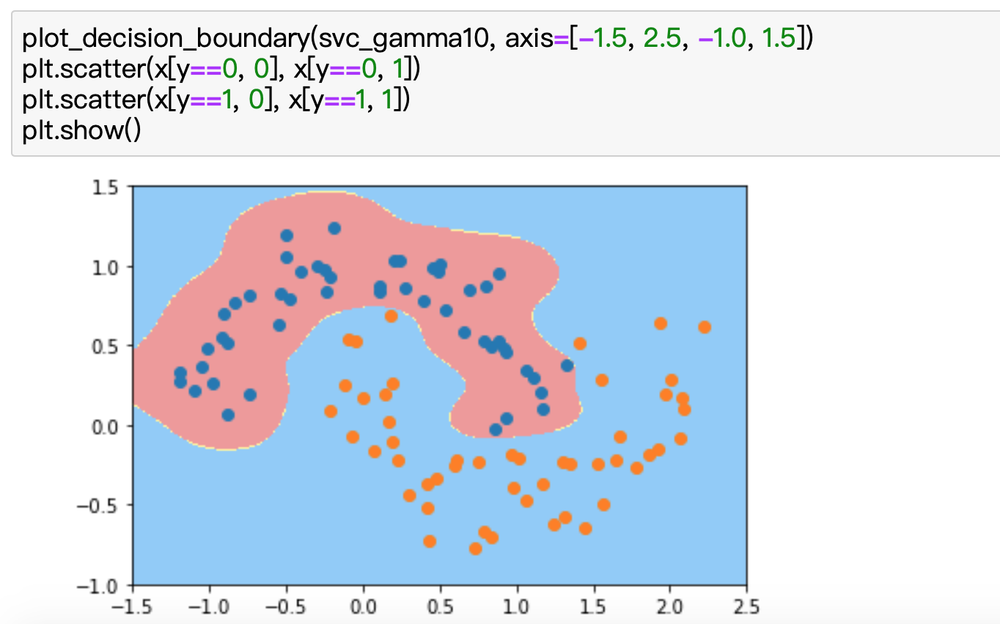 plot_decision_boundary(svc_gamma10, axis=[−1.5, 2.5, −1.0, 1.5])
plt.scatter(x[y==0, 0], x[y==0, 1])
plt.scatter(x[y==1, 0], x[y==1, 1])
plt.show()
1.5
1.0
0.5
0.0
−0.5
−1.0
−1.5 −1.0 −0.5 0.0 0.5 1.0 1.5 2.0 2.5